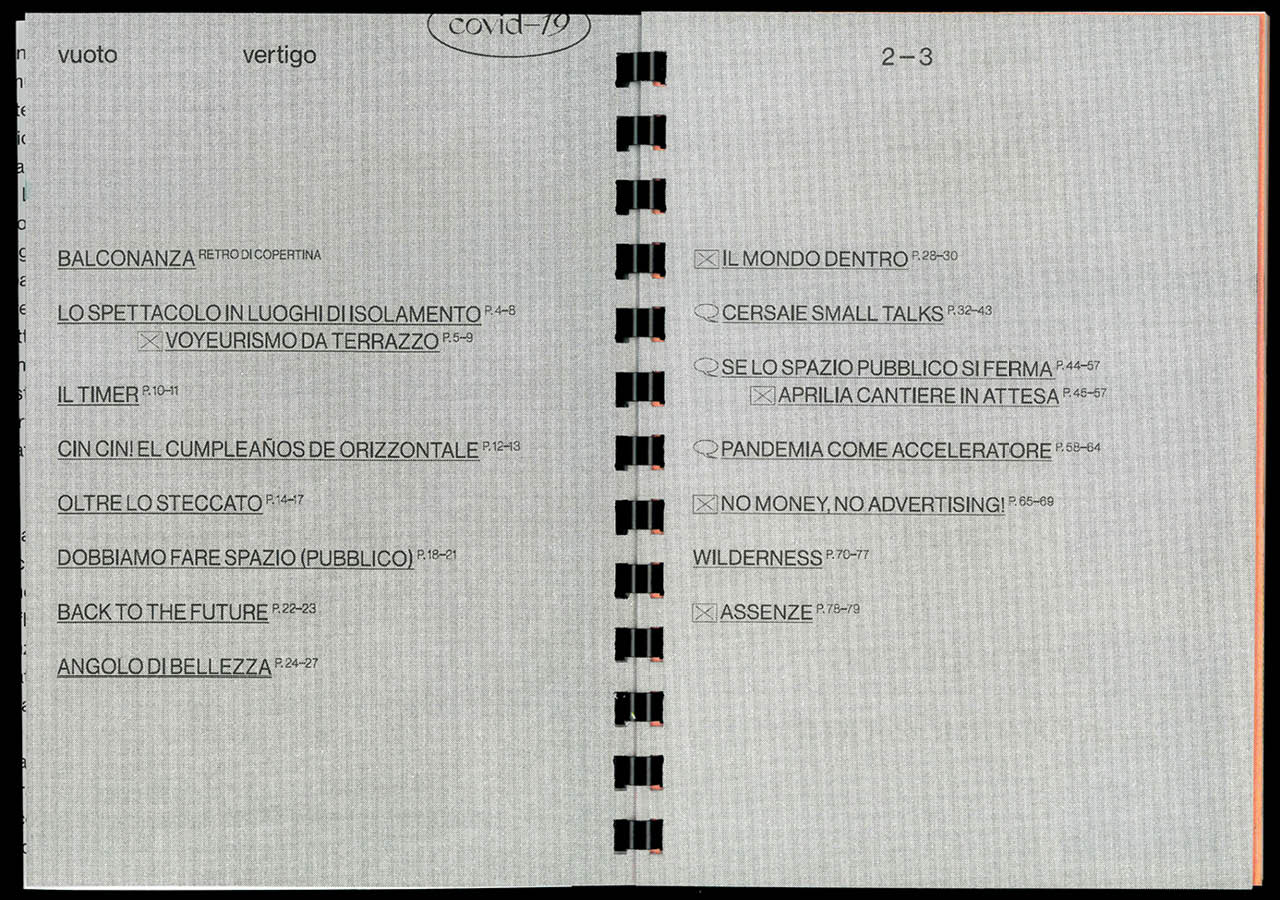 covid–19
vuoto
vertigo
2–3
BALCONANZA RETRO DI COPERTINA
LO SPETTACOLO IN LUOGHI DI ISOLAMENTO P.4–8
VOYEURISMO DA TERRAZZO P.5–9
IL TIMER P.10–11
CIN CIN! EL CUMPLEAÑOS DE ORIZZONTALE P.12–13
OLTRE LO STECCATO P.14–17
DOBBIAMO FARE SPAZIO (PUBBLICO) P.18–21
BACK TO THE FUTURE P.22–23
ANGOLO DI BELLEZZA P.24–27
IL MONDO DENTRO P.28–30
CERSAIE SMALL TALKS P.32–43
SE LO SPAZIO PUBBLICO SI FERMA P.44–57
APRILIA CANTIERE IN ATTESA P.45–57
PANDEMIA COME ACCELERATORE P.58–64
NO MONEY, NO ADVERTISING! P.65–69
WILDERNESS P.70–77
ASSENZE P.78–79